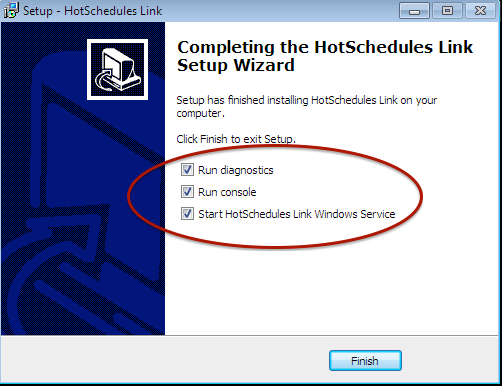 Setup - HotSchedules Link
Completing the HotSchedules Link
Setup Wizard
Setup has finished installing HotSchedules Link on your
computer.
Click Finish to exit Setup.
Run diagnostics
Run console
Start HotSchedules Link Windows Service
Finish